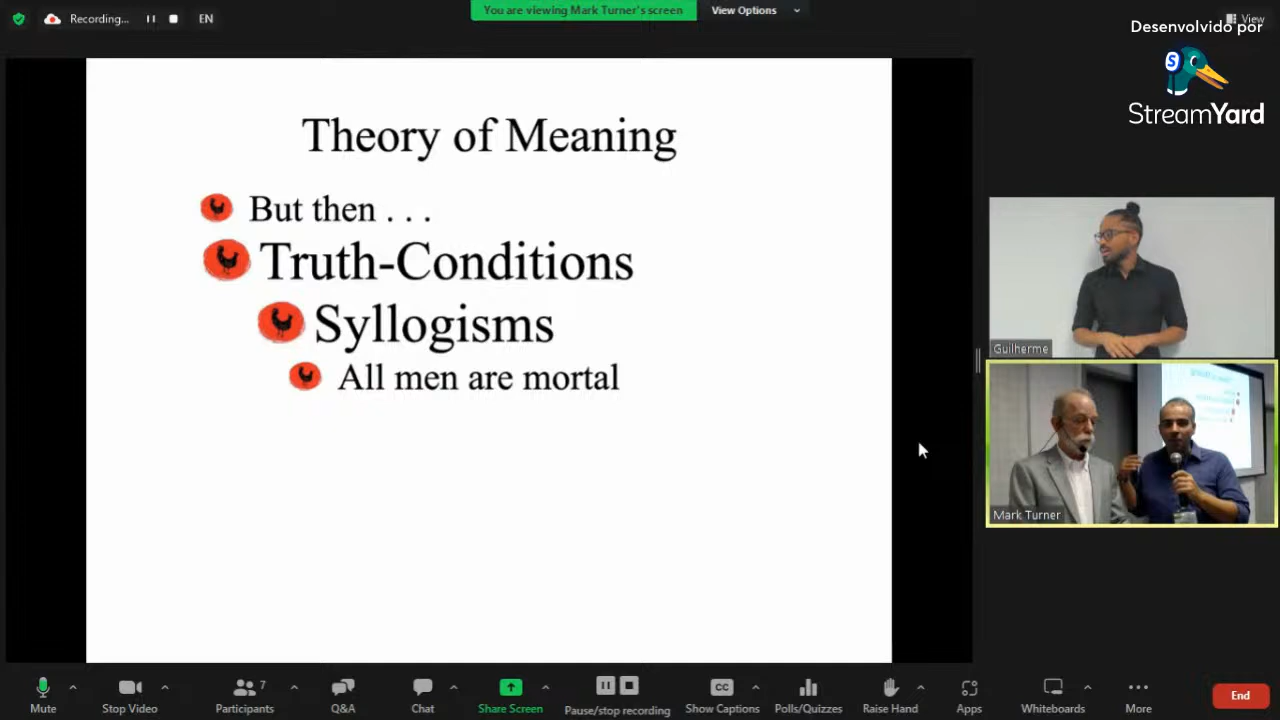 Recording...
EN
You are viewing Mark Turner's screen
View Options
View
Desenvolvido por
S
StreamYard
Theory of Meaning
But then . . .
Truth-Conditions
Syllogisms
All men are mortal
Guilherme
Mark Turner
Mute
Stop Video
7
Participants
Q&A
Chat
Share Screen
Pause/stop recording
CC
Show Captions
Polls/Quizzes
Raise Hand
Apps
Whiteboards
More
End